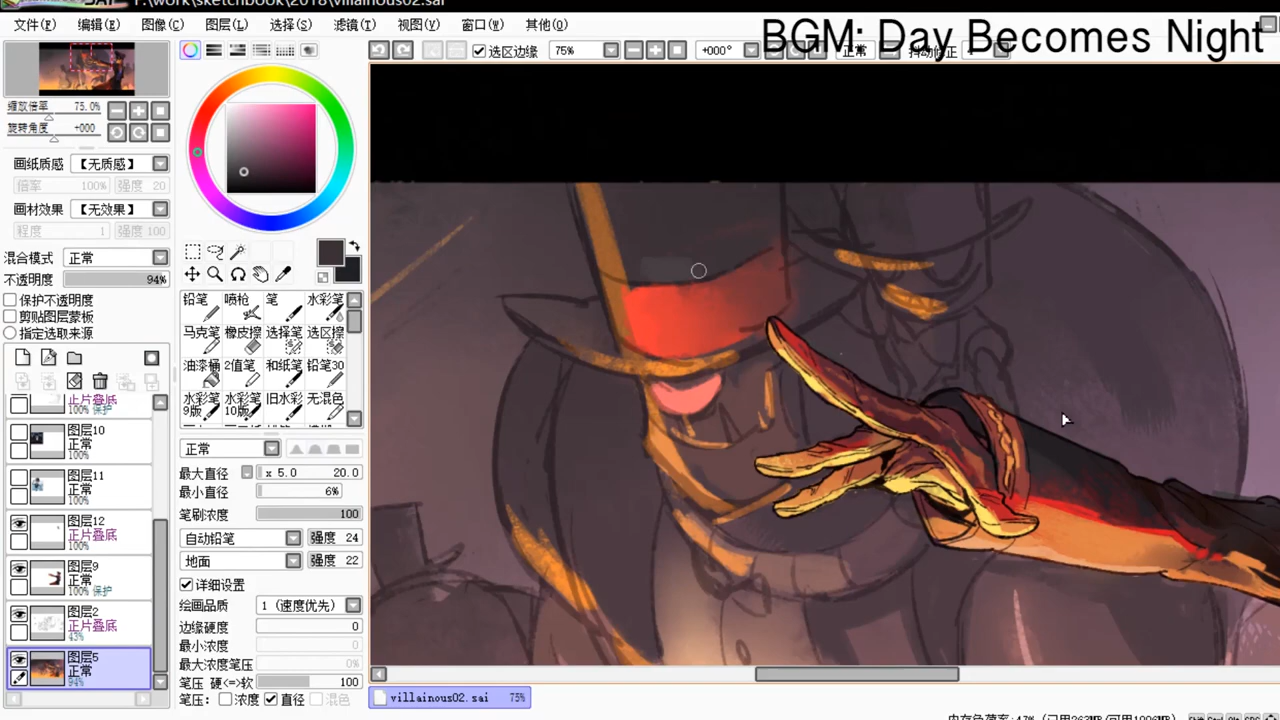 F:\work\sketchbook\2018\villainous02.sai
文件(F) 编辑(E) 图像(C) 图层(L) 选择(S) 滤镜(T) 视图(V) 窗口(W) 其他(O)
BGM: Day Becomes Night
选区边缘 75% +000° 正常
缩放倍率 75.0%
旋转角度 +000
画纸质感 【无质感】
倍率 100% 强度 20
画材效果 【无效果】
程度 1 强度 100
混合模式 正常
不透明度 94%
保护不透明度
剪贴图层蒙板
指定选取来源
铅笔 喷枪 笔 水彩笔
马克笔 橡皮擦 选择笔 选区擦
油漆桶 2值笔 和纸笔 铅笔30
水彩笔9版 水彩笔10版 旧水彩 无混色
正片叠底
100% 保护
图层10
正常
100%
图层11
正常
100%
图层12
正片叠底
100%
图层9
正常
100% 保护
图层2
正片叠底
43%
图层5
正常
94%
正常
最大直径 x 5.0 20.0
最小直径 6%
笔刷浓度 100
自动铅笔 强度 24
地面 强度 22
详细设置
绘画品质 1 (速度优先)
边缘硬度 0
最小浓度 0
最大浓度笔压 0%
笔压 硬<=>软 100
笔压: 浓度 直径 混色
villainous02.sai 75%